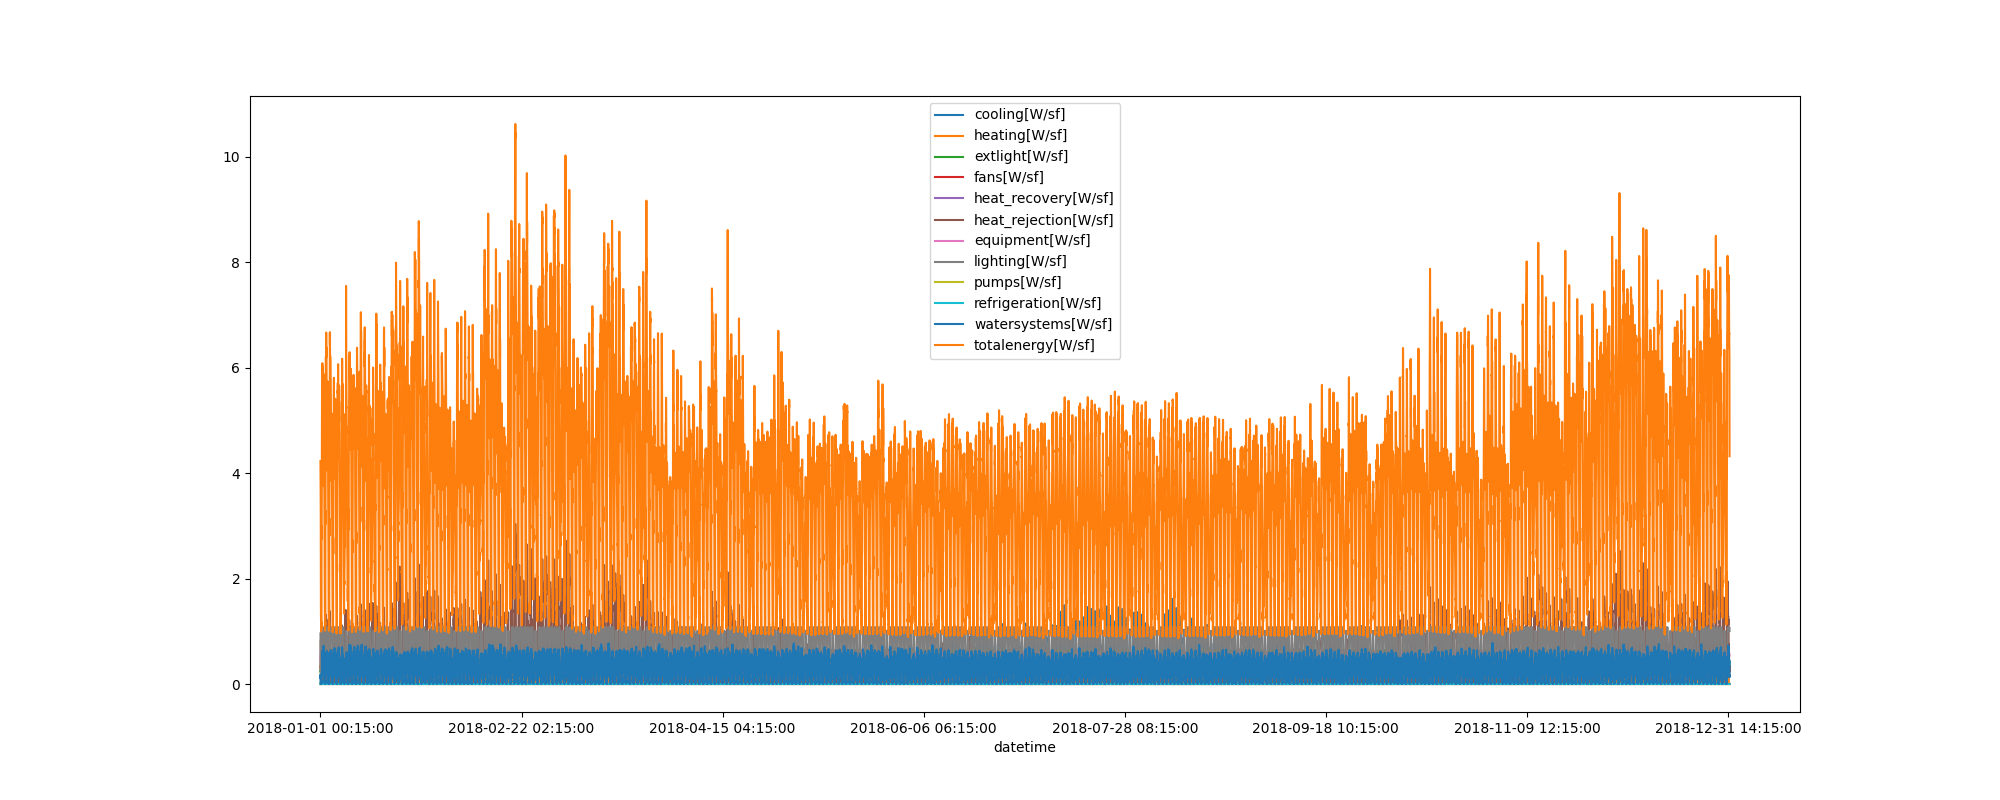 cooling[W/sf]
heating[W/sf]
extlight[W/sf]
fans[W/sf]
heat_recovery[W/sf]
heat_rejection[W/sf]
equipment[W/sf]
lighting[W/sf]
pumps[W/sf]
refrigeration[W/sf]
watersystems[W/sf]
totalenergy[W/sf]
10
8
6
4
2
0
2018-01-01 00:15:00 2018-02-22 02:15:00 2018-04-15 04:15:00 2018-06-06 06:15:00 2018-07-28 08:15:00 2018-09-18 10:15:00 2018-11-09 12:15:00 2018-12-31 14:15:00
datetime